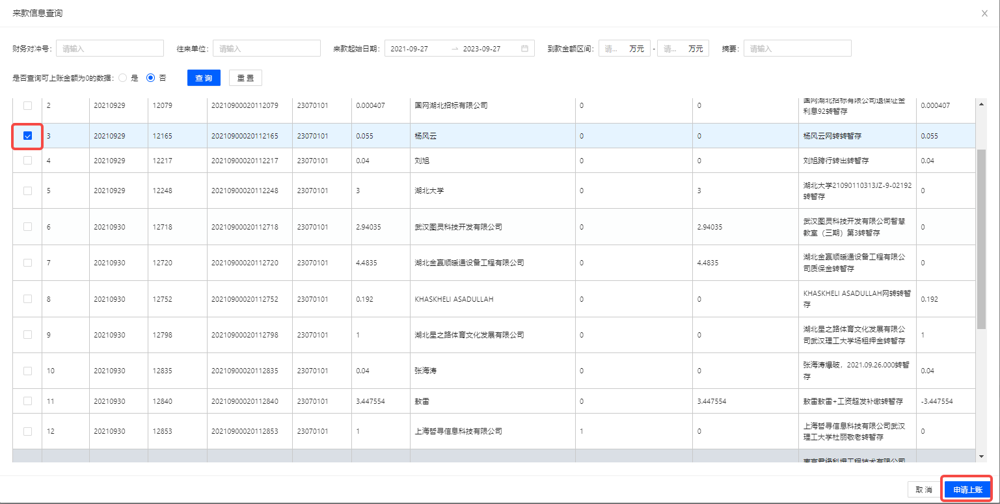 来款信息查询
财务对冲号: 请输入 往来单位: 请输入 来款起始日期: 2021-09-27 → 2023-09-27 到款金额区间: 请... 万元 - 请... 万元 摘要: 请输入
是否查询可上账金额为0的数据: 是 否 查 询 重 置
2 20210929 12079 20210900020112079 23070101 0.000407 国网湖北招标有限公司 0 0 国网湖北招标有限公司退保证金 0.000407
利息92转暂存
3 20210929 12165 20210900020112165 23070101 0.055 杨风云 0 0 杨风云网转转暂存 0.055
4 20210929 12217 20210900020112217 23070101 0.04 刘旭 0 0 刘旭跨行转出转暂存 0.04
5 20210929 12248 20210900020112248 23070101 3 湖北大学 0 3 湖北大学21090110313JZ-9-02192 0
转暂存
6 20210930 12718 20210900020112718 23070101 2.94035 武汉图灵科技开发有限公司 0 2.94035 武汉图灵科技开发有限公司智慧 0
教室（三期）第3转暂存
7 20210930 12720 20210900020112720 23070101 4.4835 湖北金赢顺暖通设备工程有限公司 0 4.4835 湖北金赢顺暖通设备工程有限公 0
司质保金转暂存
8 20210930 12752 20210900020112752 23070101 0.192 KHASKHELI ASADULLAH 0 0 KHASKHELI ASADULLAH网转转暂 0.192
存
9 20210930 12798 20210900020112798 23070101 1 湖北星之路体育文化发展有限公司 0 0 湖北星之路体育文化发展有限公 1
司武汉理工大学场租押金转暂存
10 20210930 12835 20210900020112835 23070101 0.04 张海涛 0 0 张海涛爆破，2021.09.26.000转暂 0.04
存
11 20210930 12840 20210900020112840 23070101 3.447554 敖雷 0 3.447554 敖雷敖雷+工资超发补缴转暂存 -3.447554
12 20210930 12853 20210900020112853 23070101 1 上海哲寻信息科技有限公司 1 0 上海哲寻信息科技有限公司武汉 0
理工大学杜丽敬老转暂存
取 消 申请上账